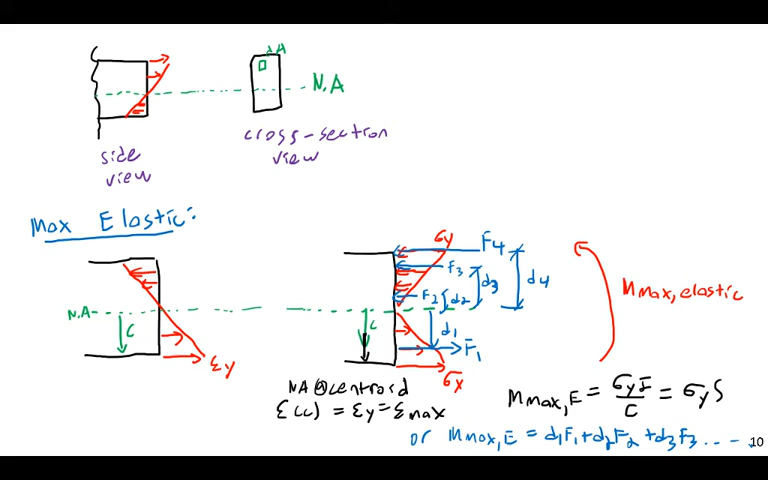 ΔA
N.A
side
view
cross-section
view
Max Elastic:
σy
F4
F3
d3
d4
F2
d2
N.A
c
c
d1
F1
εy
σx
Mmax,elastic
NA @ centroid
ε(c) = εy = εmax
Mmax,E = σyI/c = σyS
or Mmax,E = d1F1+d2F2+d3F3.... -
10